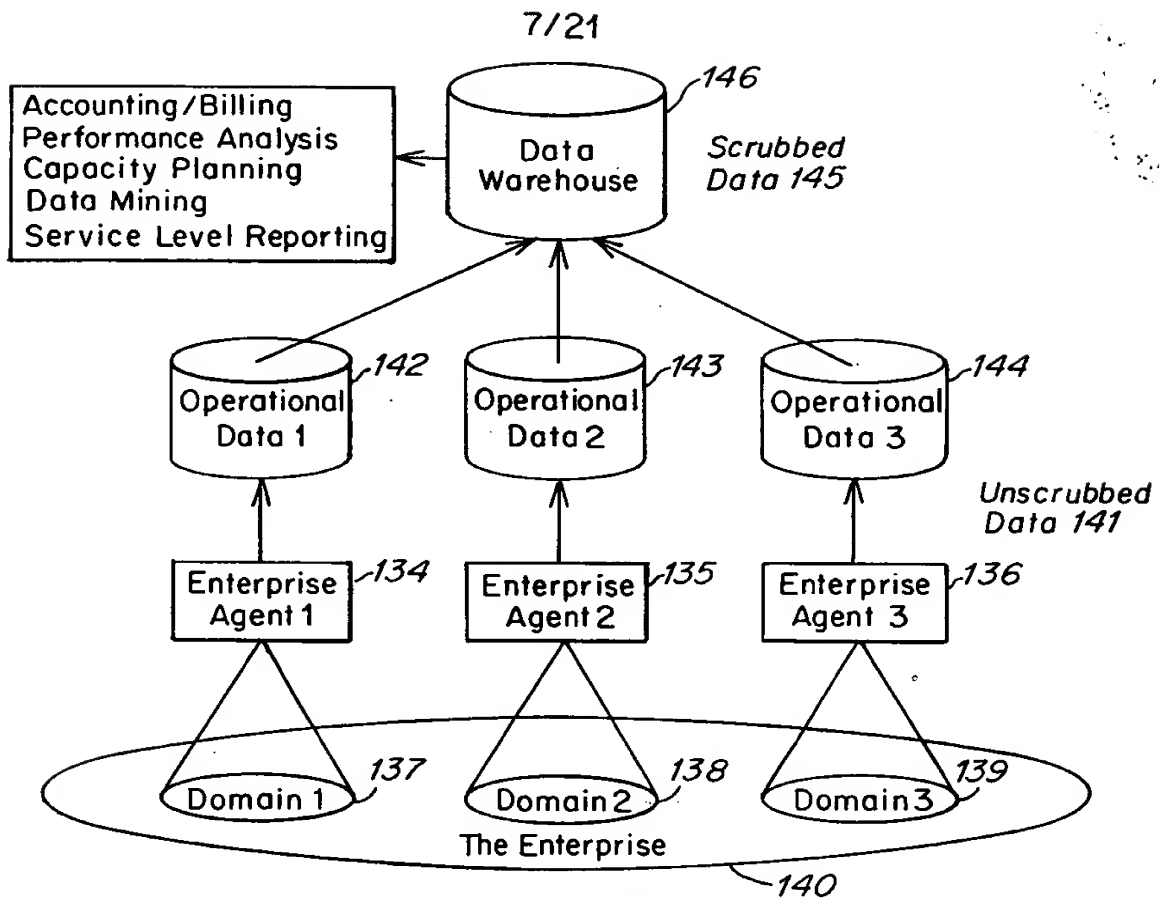 7/21
146
Accounting/Billing
Performance Analysis
Capacity Planning
Data Mining
Service Level Reporting
Data
Warehouse
Scrubbed
Data 145
142
143
144
Operational
Data 1
Operational
Data 2
Operational
Data 3
Unscrubbed
Data 141
134
135
136
Enterprise
Agent 1
Enterprise
Agent 2
Enterprise
Agent 3
137
138
139
Domain 1
Domain 2
Domain 3
The Enterprise
140